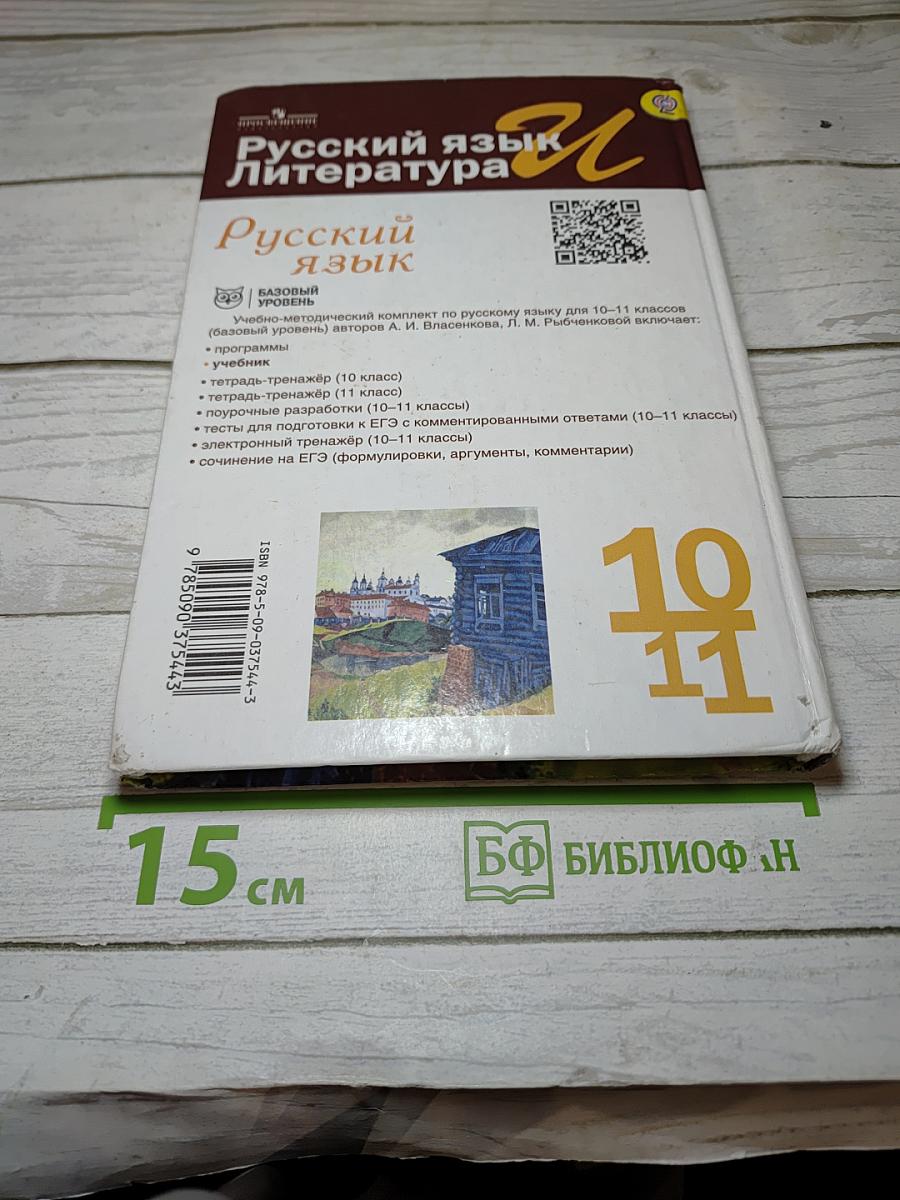 ПРОСВЕЩЕНИЕ
Русский язык И
Литература
Русский
язык
БАЗОВЫЙ
УРОВЕНЬ
Учебно-методический комплект по русскому языку для 10–11 классов
(базовый уровень) авторов А. И. Власенкова, Л. М. Рыбченковой включает:
• программы
• учебник
• тетрадь-тренажёр (10 класс)
• тетрадь-тренажёр (11 класс)
• поурочные разработки (10–11 классы)
• тесты для подготовки к ЕГЭ с комментированными ответами (10–11 классы)
• электронный тренажёр (10–11 классы)
• сочинение на ЕГЭ (формулировки, аргументы, комментарии)
ISBN 978-5-09-037544-3
9 785090 375443
10
11
15 см
БФ БИБЛИОФ Н